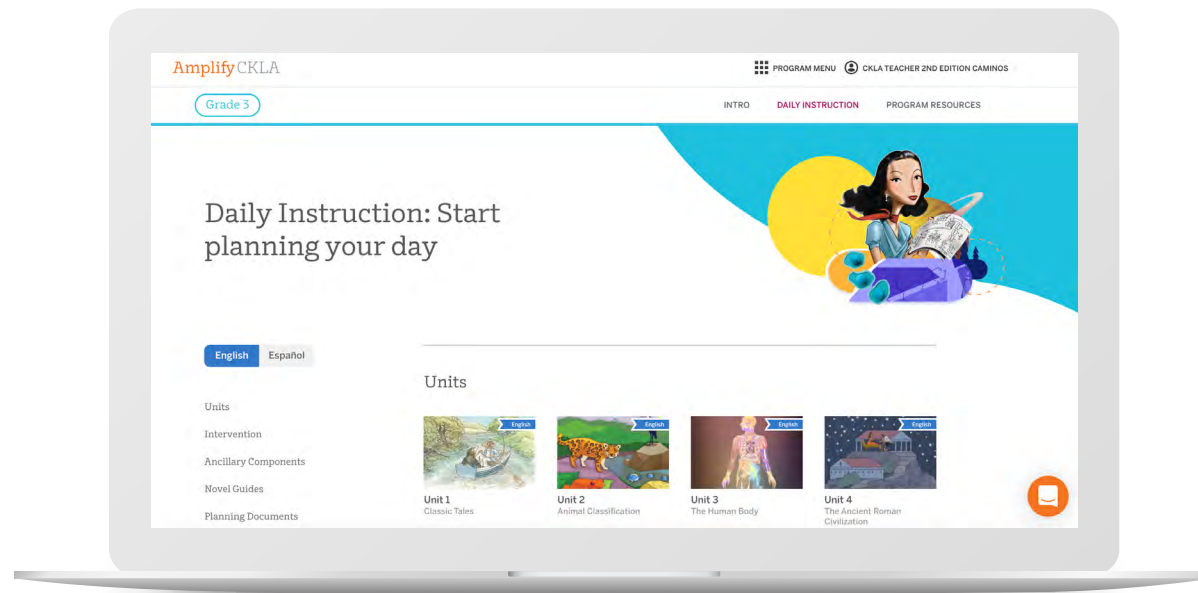 Amplify CKLA
PROGRAM MENU
CKLA TEACHER 2ND EDITION CAMINOS
Grade 3
INTRO
DAILY INSTRUCTION
PROGRAM RESOURCES
Daily Instruction: Start
planning your day
English
Español
Units
Intervention
Ancillary Components
Novel Guides
Planning Documents
Units
English
English
English
English
Unit 1
Classic Tales
Unit 2
Animal Classification
Unit 3
The Human Body
Unit 4
The Ancient Roman
Civilization